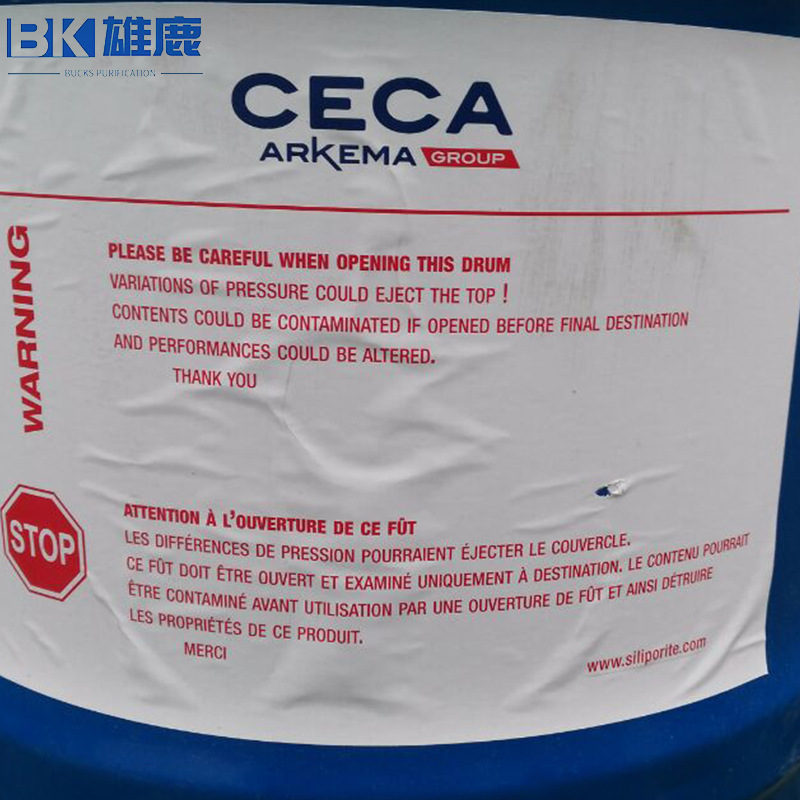 BK雄鹿
BUCKS PURIFICATION
CECA
ARKEMA GROUP
WARNING
PLEASE BE CAREFUL WHEN OPENING THIS DRUM
VARIATIONS OF PRESSURE COULD EJECT THE TOP !
CONTENTS COULD BE CONTAMINATED IF OPENED BEFORE FINAL DESTINATION
AND PERFORMANCES COULD BE ALTERED.
THANK YOU
STOP
ATTENTION À L'OUVERTURE DE CE FÛT
LES DIFFÉRENCES DE PRESSION POURRAIENT ÉJECTER LE COUVERCLE.
CE FÛT DOIT ÊTRE OUVERT ET EXAMINÉ UNIQUEMENT À DESTINATION. LE CONTENU POURRAIT
ÊTRE CONTAMINÉ AVANT UTILISATION PAR UNE OUVERTURE DE FÛT ET AINSI DÉTRUIRE
LES PROPRIÉTÉS DE CE PRODUIT.
MERCI
www.siliporite.com